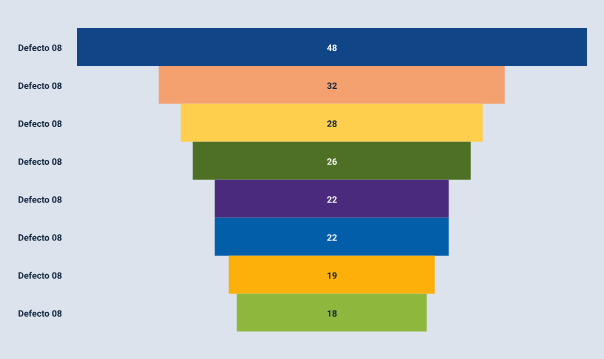 Defecto 08 48
Defecto 08 32
Defecto 08 28
Defecto 08 26
Defecto 08 22
Defecto 08 22
Defecto 08 19
Defecto 08 18